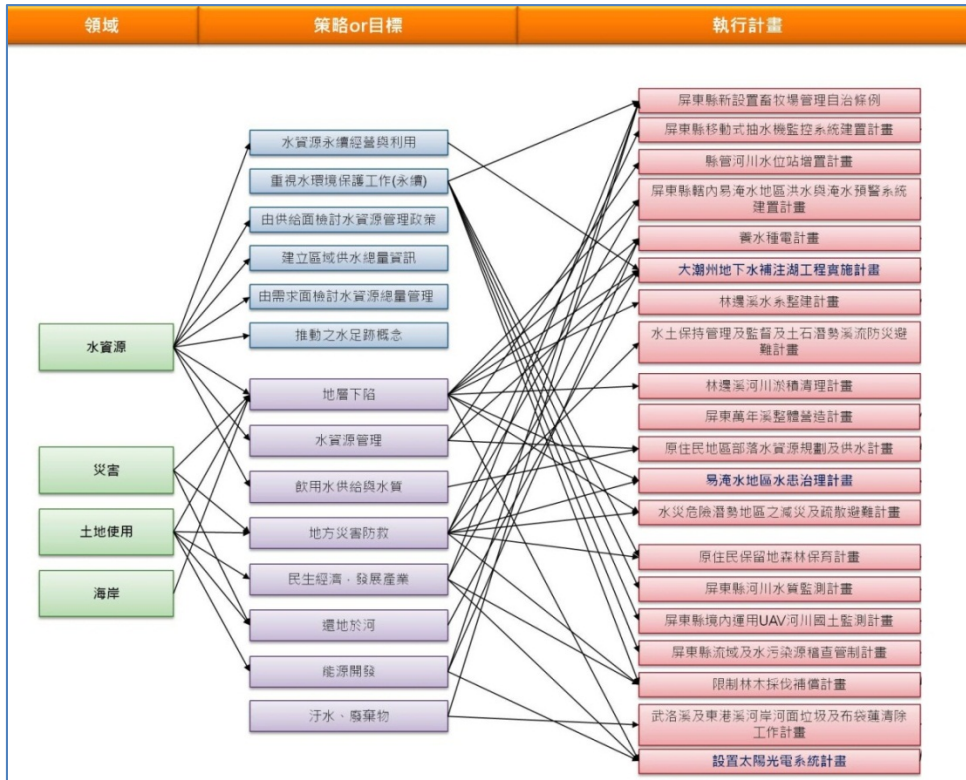 領域
策略or目標
執行計畫
水資源
災害
土地使用
海岸
水資源永續經營與利用
重視水環境保護工作(永續)
由供給面檢討水資源管理政策
建立區域供水總量資訊
由需求面檢討水資源總量管理
推動之水足跡概念
地層下陷
水資源管理
飲用水供給與水質
地方災害防救
民生經濟．發展產業
還地於河
能源開發
汙水、廢棄物
屏東縣新設置畜牧場管理自治條例
屏東縣移動式抽水機監控系統建置計畫
縣管河川水位站增置計畫
屏東縣轄內易淹水地區洪水與淹水預警系統
建置計畫
養水種電計畫
大潮州地下水補注湖工程實施計畫
林邊溪水系整建計畫
水土保持管理及監督及土石潛勢溪流防災避
難計畫
林邊溪河川淤積清理計畫
屏東萬年溪整體營造計畫
原住民地區部落水資源規劃及供水計畫
易淹水地區水患治理計畫
水災危險潛勢地區之減災及疏散避難計畫
原住民保留地森林保育計畫
屏東縣河川水質監測計畫
屏東縣境內運用UAV河川國土監測計畫
屏東縣流域及水污染源稽查管制計畫
限制林木採伐補償計畫
武洛溪及東港溪河岸河面垃圾及布袋蓮清除
工作計畫
設置太陽光電系統計畫